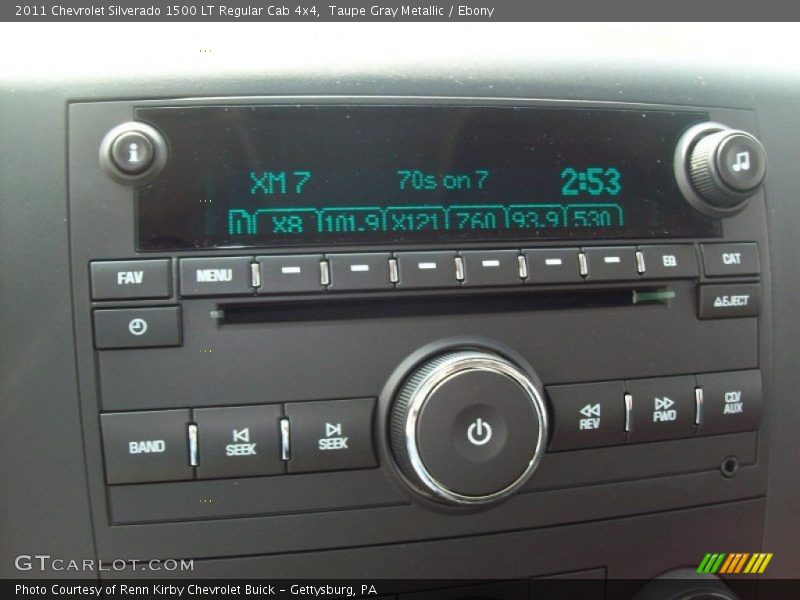 2011 Chevrolet Silverado 1500 LT Regular Cab 4x4, Taupe Gray Metallic / Ebony
i
XM 7 70s on 7 2:53
X8 101.9 X121 760 93.9 530
FAV MENU EQ CAT
EJECT
BAND SEEK SEEK REV FWD CD/AUX
GTCARLOT.COM
Photo Courtesy of Renn Kirby Chevrolet Buick - Gettysburg, PA